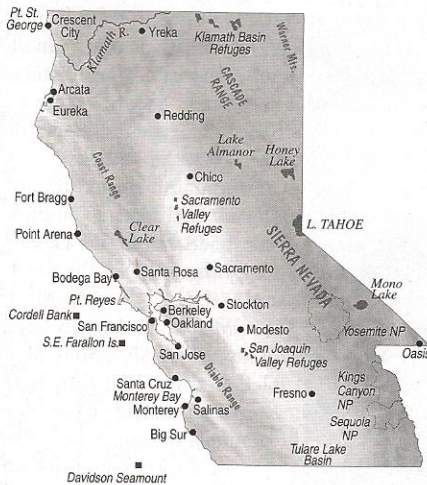 Pt. St.
George
Crescent
City
Klamath R.
Yreka
Klamath Basin
Refuges
Warner Mts.
CASCADE
RANGE
Arcata
Eureka
Redding
Lake
Almanor
Honey
Lake
Coast Range
Chico
Fort Bragg
Sacramento
Valley
Refuges
Point Arena
Clear
Lake
L. TAHOE
SIERRA NEVADA
Bodega Bay
Santa Rosa
Sacramento
Mono
Lake
Pt. Reyes
Cordell Bank
Berkeley
Stockton
San Francisco
Oakland
Modesto
Yosemite NP
S.E. Farallon Is.
San Jose
San Joaquin
Valley Refuges
Oasis
Santa Cruz
Diablo Range
Fresno
Kings
Canyon
NP
Monterey Bay
Monterey
Salinas
Sequoia
NP
Big Sur
Tulare Lake
Basin
Davidson Seamount